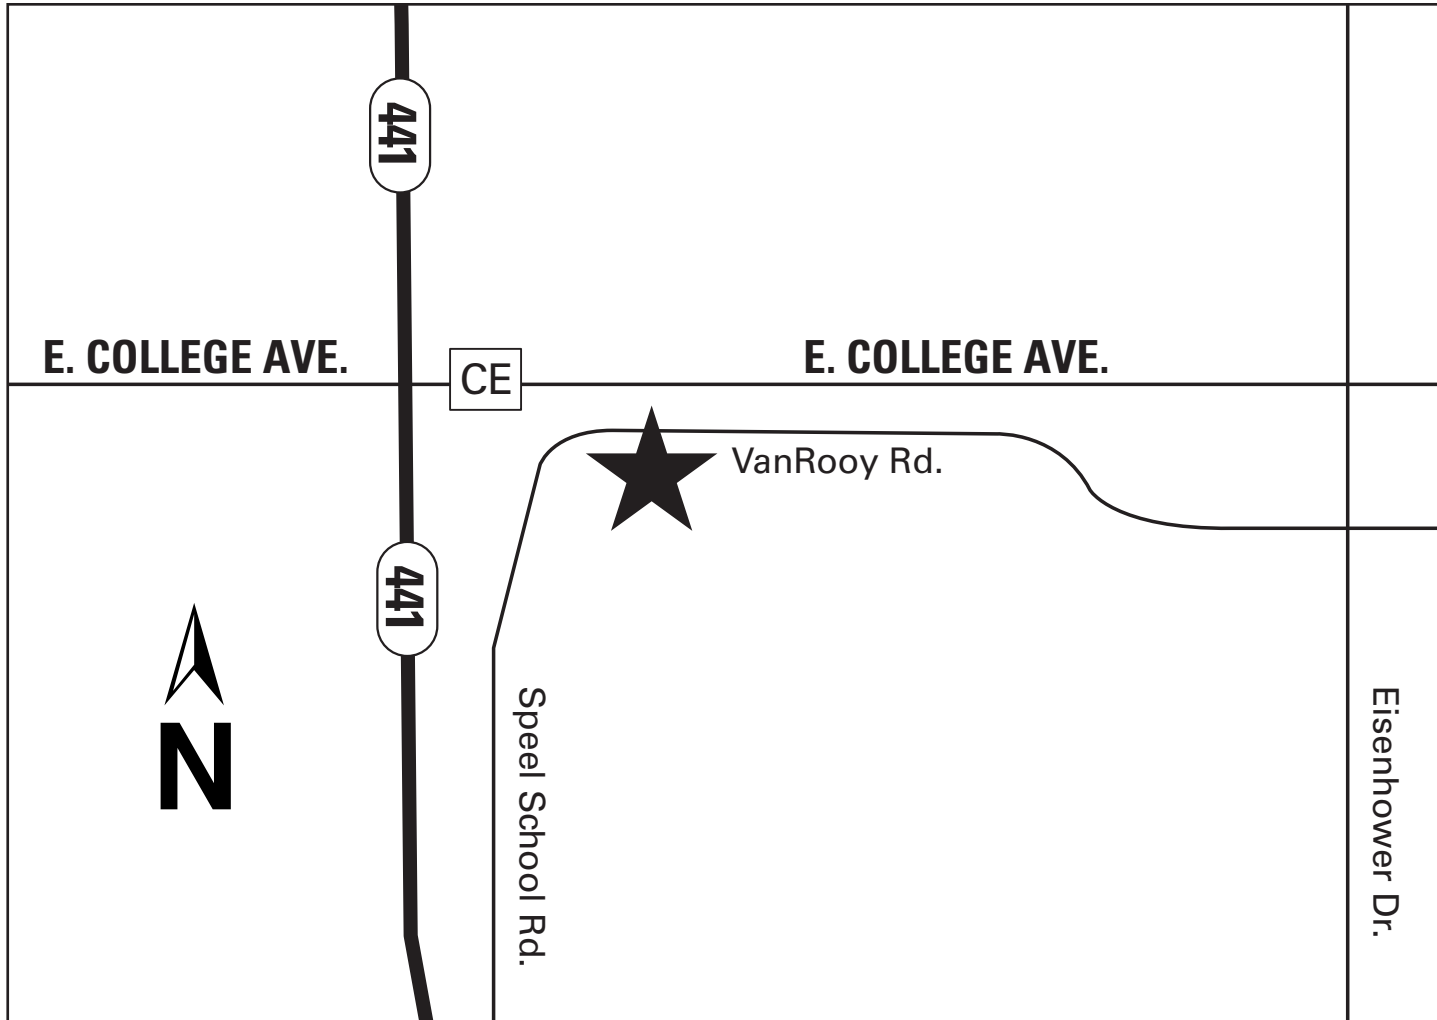 441
E. COLLEGE AVE.
CE
E. COLLEGE AVE.
VanRooy Rd.
441
N
Speel School Rd.
Eisenhower Dr.